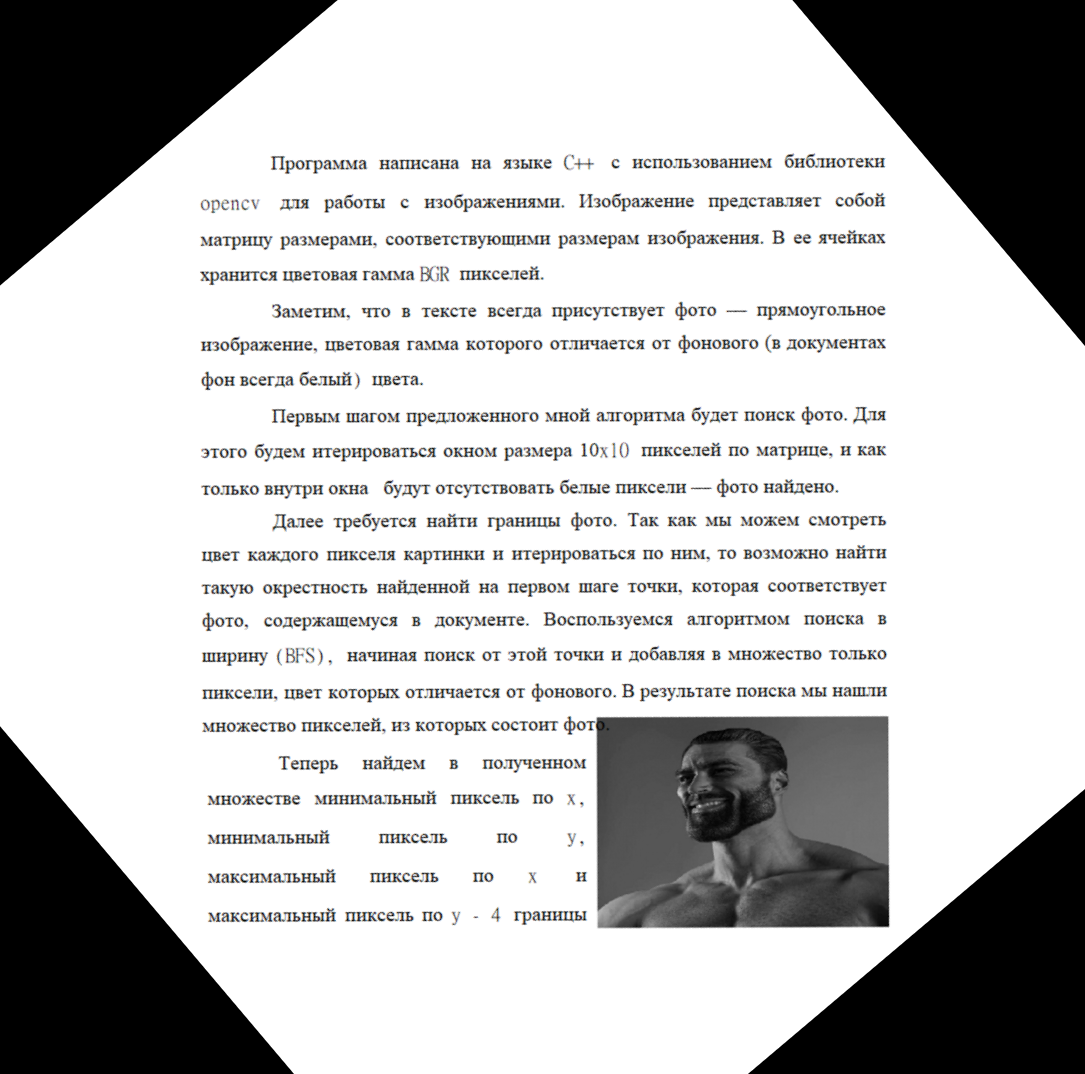 Программа написана на языке C++ с использованием библиотеки
opencv для работы с изображениями. Изображение представляет собой
матрицу размерами, соответствующими размерам изображения. В ее ячейках
хранится цветовая гамма BGR пикселей.
Заметим, что в тексте всегда присутствует фото — прямоугольное
изображение, цветовая гамма которого отличается от фонового (в документах
фон всегда белый) цвета.
Первым шагом предложенного мной алгоритма будет поиск фото. Для
этого будем итерироваться окном размера 10x10 пикселей по матрице, и как
только внутри окна будут отсутствовать белые пиксели — фото найдено.
Далее требуется найти границы фото. Так как мы можем смотреть
цвет каждого пикселя картинки и итерироваться по ним, то возможно найти
такую окрестность найденной на первом шаге точки, которая соответствует
фото, содержащемуся в документе. Воспользуемся алгоритмом поиска в
ширину (BFS), начиная поиск от этой точки и добавляя в множество только
пиксели, цвет которых отличается от фонового. В результате поиска мы нашли
множество пикселей, из которых состоит фото.
Теперь найдем в полученном
множестве минимальный пиксель по x,
минимальный пиксель по y,
максимальный пиксель по x и
максимальный пиксель по y - 4 границы